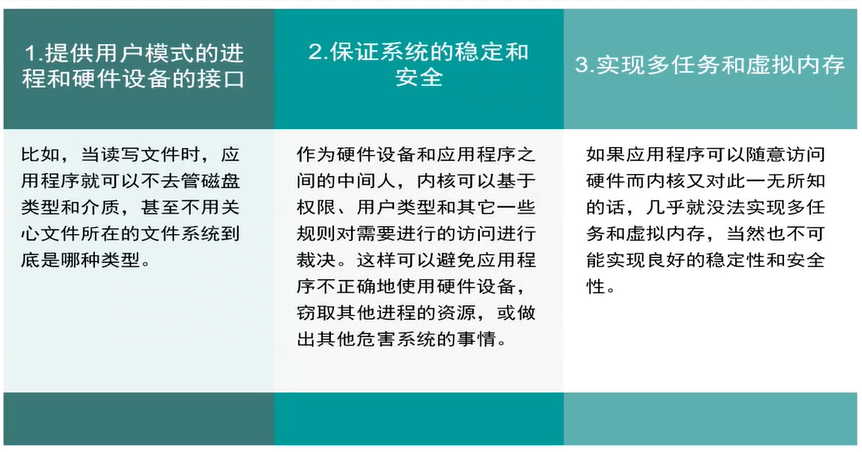 1.提供用户模式的进
程和硬件设备的接口
2.保证系统的稳定和
安全
3.实现多任务和虚拟内存
比如，当读写文件时，应
用程序就可以不去管磁盘
类型和介质，甚至不用关
心文件所在的文件系统到
底是哪种类型。
作为硬件设备和应用程序之
间的中间人，内核可以基于
权限、用户类型和其它一些
规则对需要进行的访问进行
裁决。这样可以避免应用程
序不正确地使用硬件设备，
窃取其他进程的资源，或做
出其他危害系统的事情。
如果应用程序可以随意访问
硬件而内核又对此一无所知
的话，几乎就没法实现多任
务和虚拟内存，当然也不可
能实现良好的稳定性和安全
性。